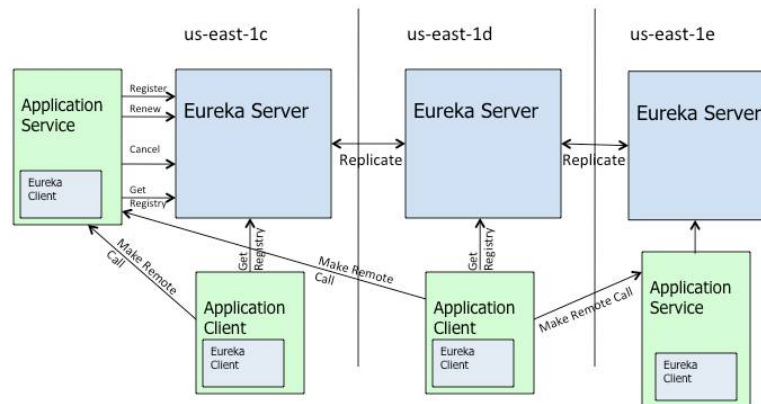 us-east-1c
us-east-1d
us-east-1e
Application
Service
Eureka
Client
Register
Renew
Cancel
Get
Registry
Eureka Server
Replicate
Eureka Server
Replicate
Eureka Server
Make Remote
Call
Get
Registry
Make Remote
Call
Get
Registry
Make Remote Call
Application
Client
Eureka
Client
Application
Client
Eureka
Client
Application
Service
Eureka
Client